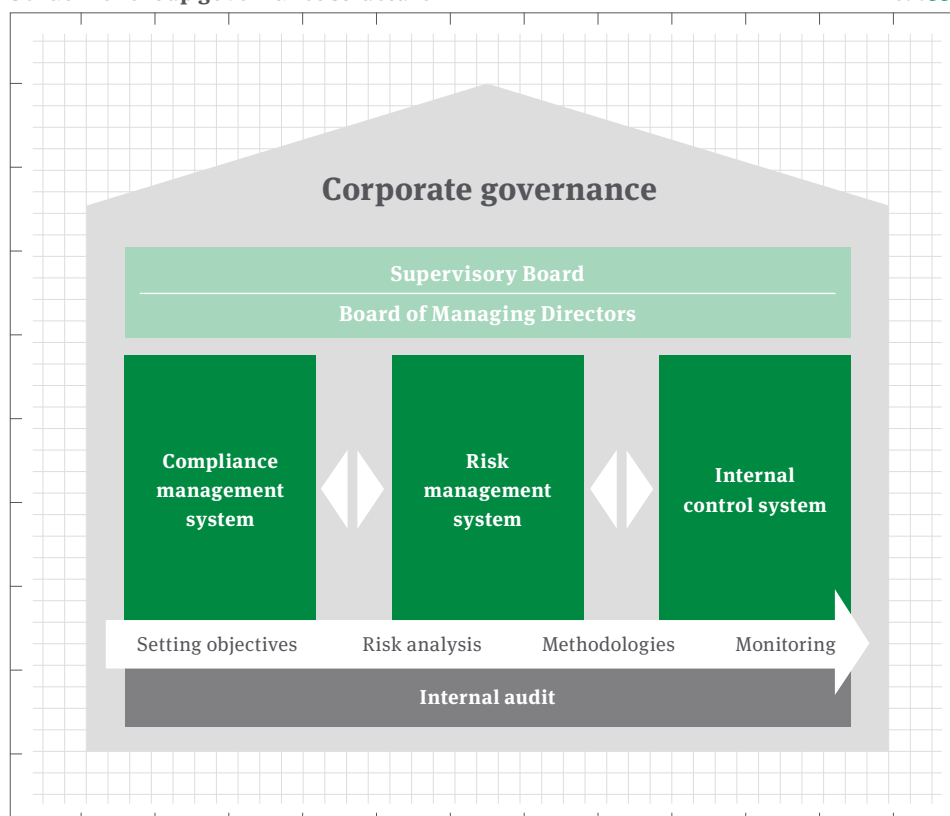 Corporate governance
Supervisory Board
Board of Managing Directors
Compliance
management
system
Risk
management
system
Internal
control system
Setting objectives Risk analysis Methodologies Monitoring
Internal audit